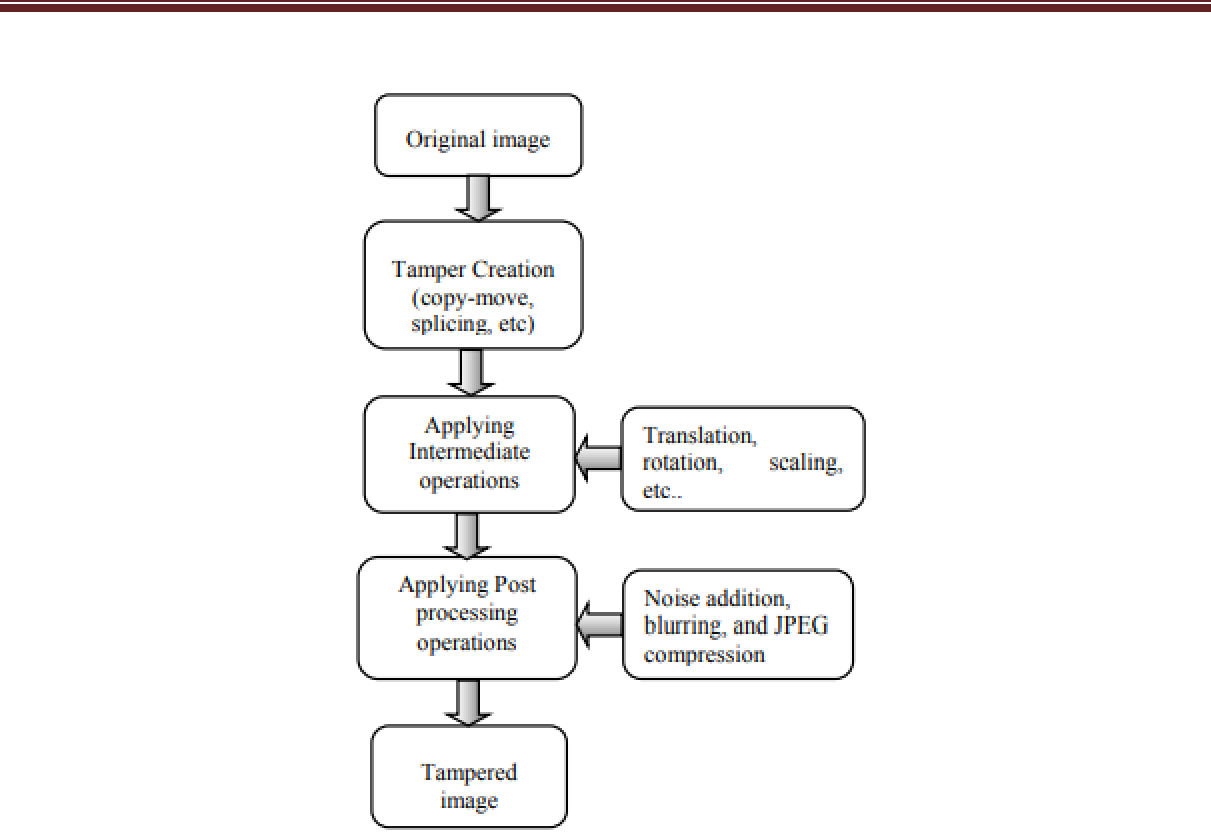 Original image
Tamper Creation
(copy-move,
splicing, etc)
Applying
Intermediate
operations
Translation,
rotation, scaling,
etc..
Applying Post
processing
operations
Noise addition,
blurring, and JPEG
compression
Tampered
image